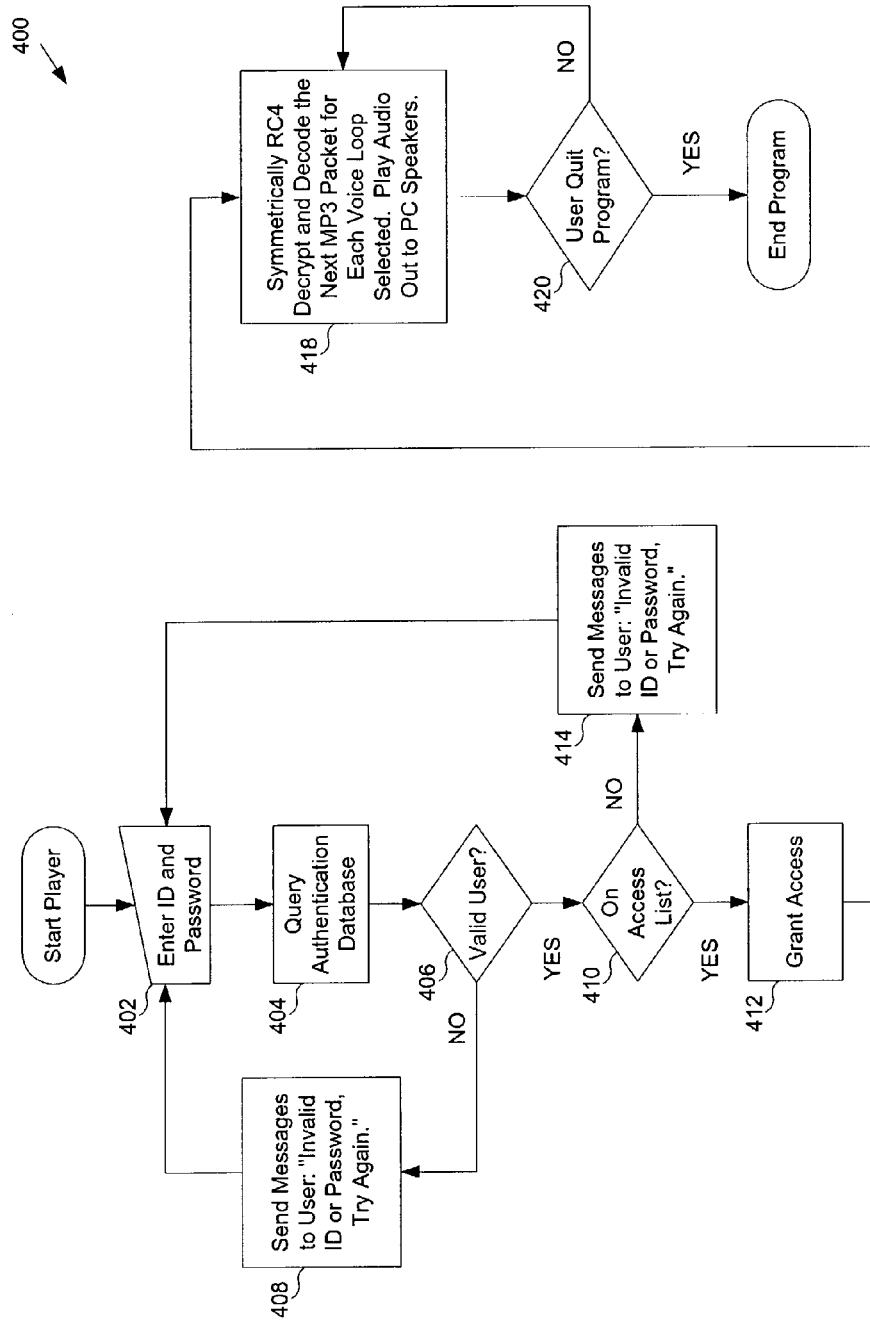 400
Start Player
Enter ID and
Password
402
Query
Authentication
Database
404
Valid User?
406
NO
YES
Send Messages
to User: "Invalid
ID or Password,
Try Again."
408
On
Access
List?
410
NO
YES
Send Messages
to User: "Invalid
ID or Password,
Try Again."
414
Grant Access
412
Symmetrically RC4
Decrypt and Decode the
Next MP3 Packet for
Each Voice Loop
Selected. Play Audio
Out to PC Speakers.
418
User Quit
Program?
420
NO
YES
End Program